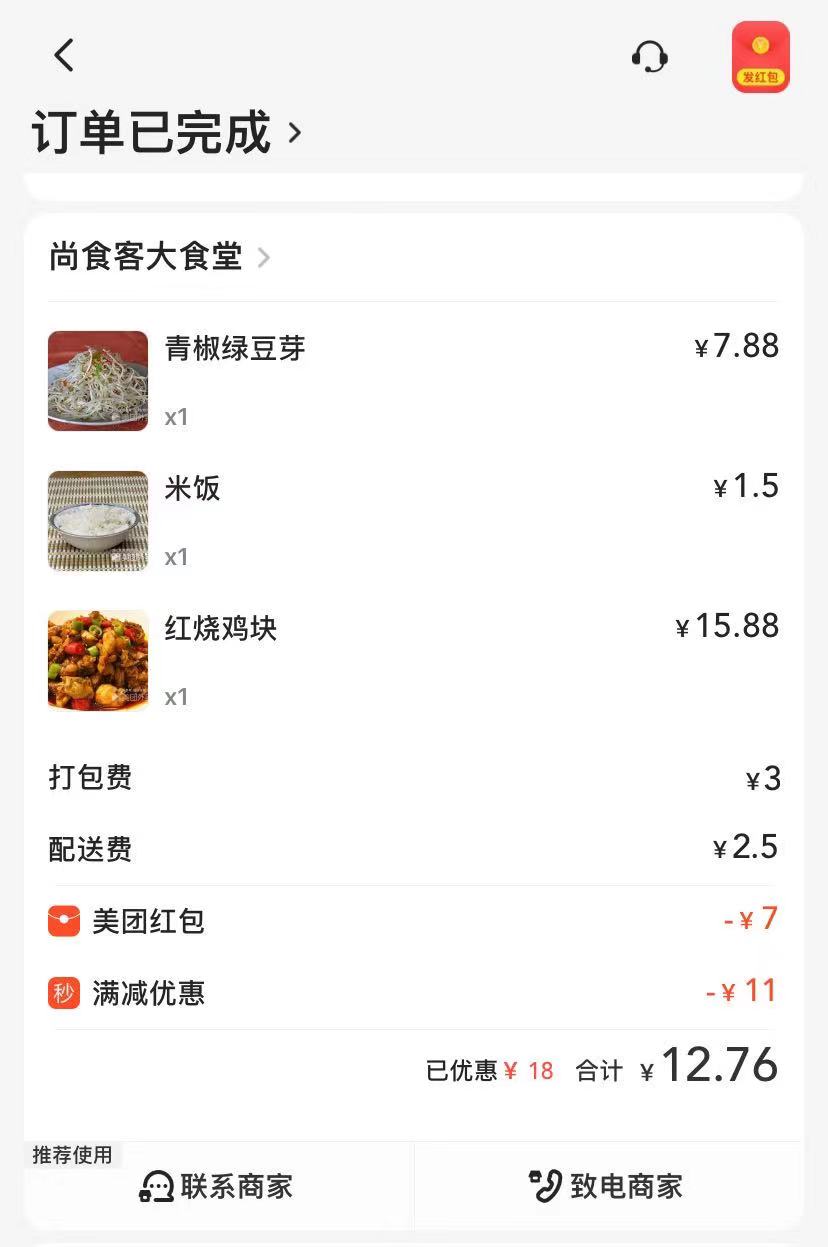 发红包
订单已完成
尚食客大食堂
青椒绿豆芽 ¥7.88
x1
米饭 ¥1.5
x1
红烧鸡块 ¥15.88
x1
打包费 ¥3
配送费 ¥2.5
美团红包 -¥7
秒 满减优惠 -¥11
已优惠¥18 合计 ¥12.76
推荐使用
联系商家 致电商家